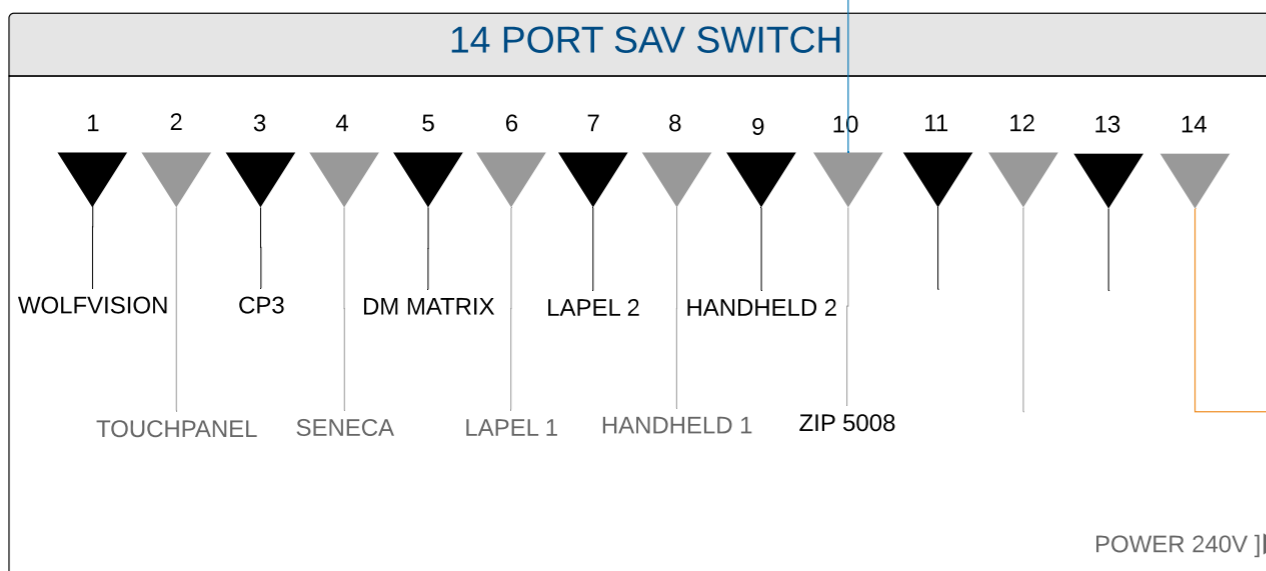 14 PORT SAV SWITCH
1 2 3 4 5 6 7 8 9 10 11 12 13 14
WOLFVISION CP3 DM MATRIX LAPEL 2 HANDHELD 2
TOUCHPANEL SENECA LAPEL 1 HANDHELD 1 ZIP 5008
POWER 240V ]